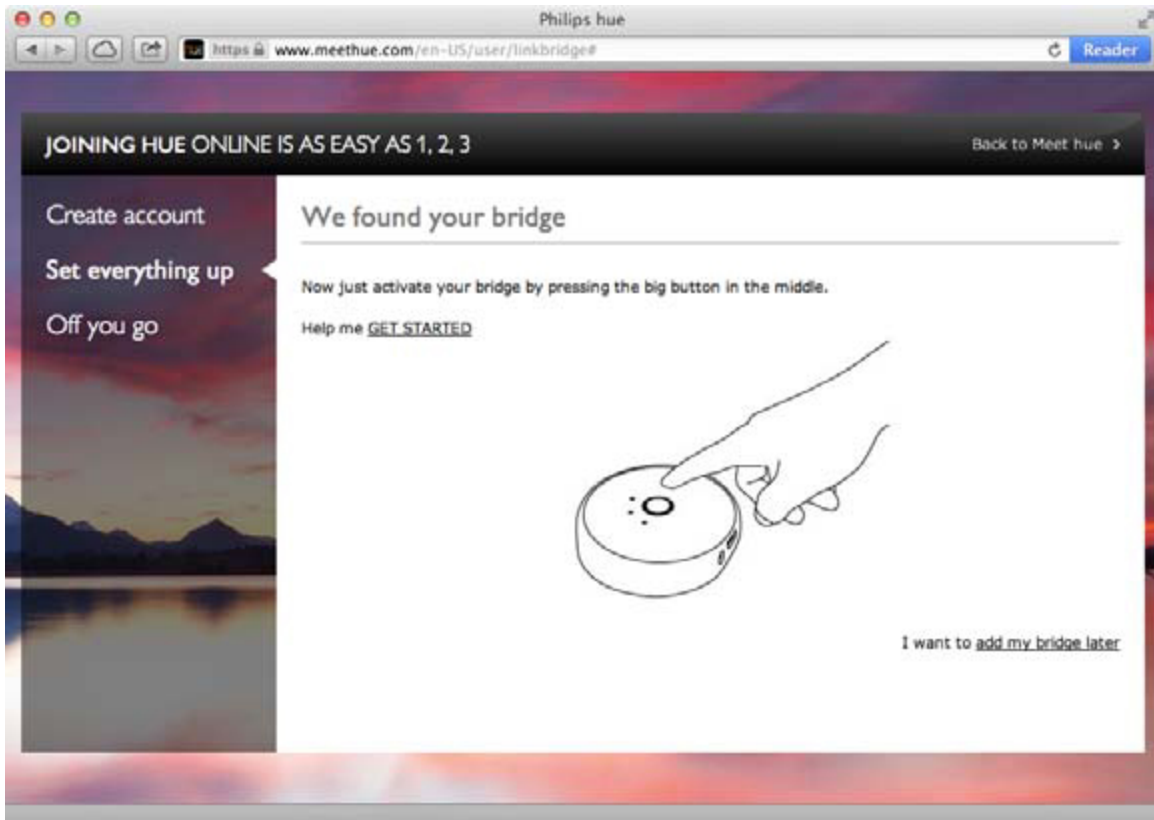 Philips hue
https www.meethue.com/en-US/user/linkbridge#
Reader
JOINING HUE ONLINE IS AS EASY AS 1, 2, 3
Back to Meet hue >
Create account
Set everything up
Off you go
We found your bridge
Now just activate your bridge by pressing the big button in the middle.
Help me GET STARTED
I want to add my bridge later